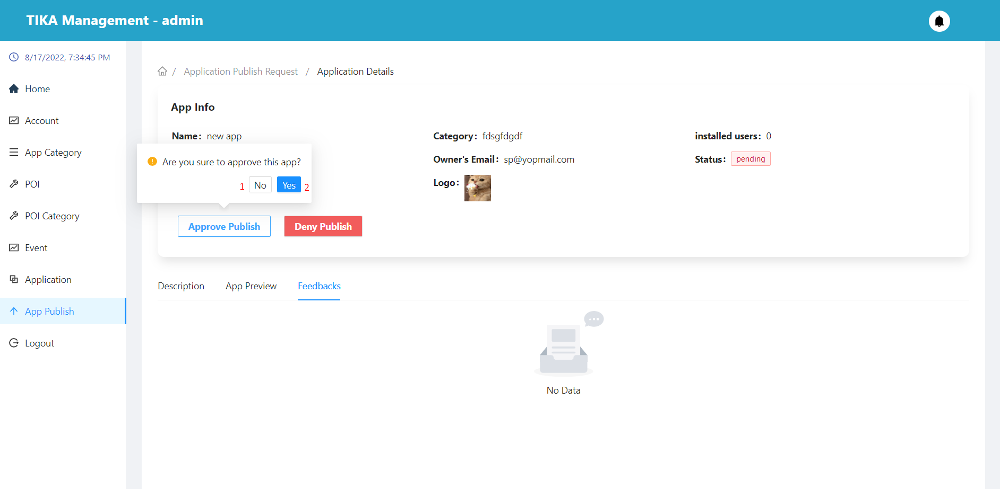 TIKA Management - admin
8/17/2022, 7:34:45 PM
Home
Account
App Category
POI
POI Category
Event
Application
App Publish
Logout
/ Application Publish Request / Application Details
App Info
Name: new app
Category: fdsgfdgdf
installed users: 0
Are you sure to approve this app?
1 No Yes 2
Owner's Email: sp@yopmail.com
Status: pending
Logo:
Approve Publish
Deny Publish
Description
App Preview
Feedbacks
No Data